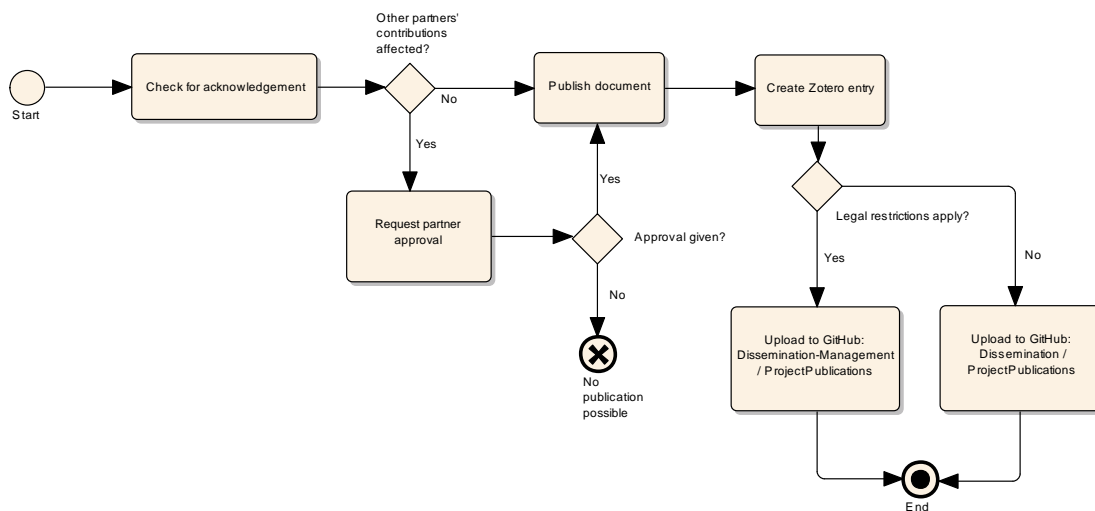 Other partners'
contributions
affected?
Start
Check for acknowledgement
No
Publish document
Create Zotero entry
Yes
Request partner
approval
Yes
Approval given?
No
No
publication
possible
Legal restrictions apply?
Yes
No
Upload to GitHub:
Dissemination-Management
/ ProjectPublications
Upload to GitHub:
Dissemination /
ProjectPublications
End